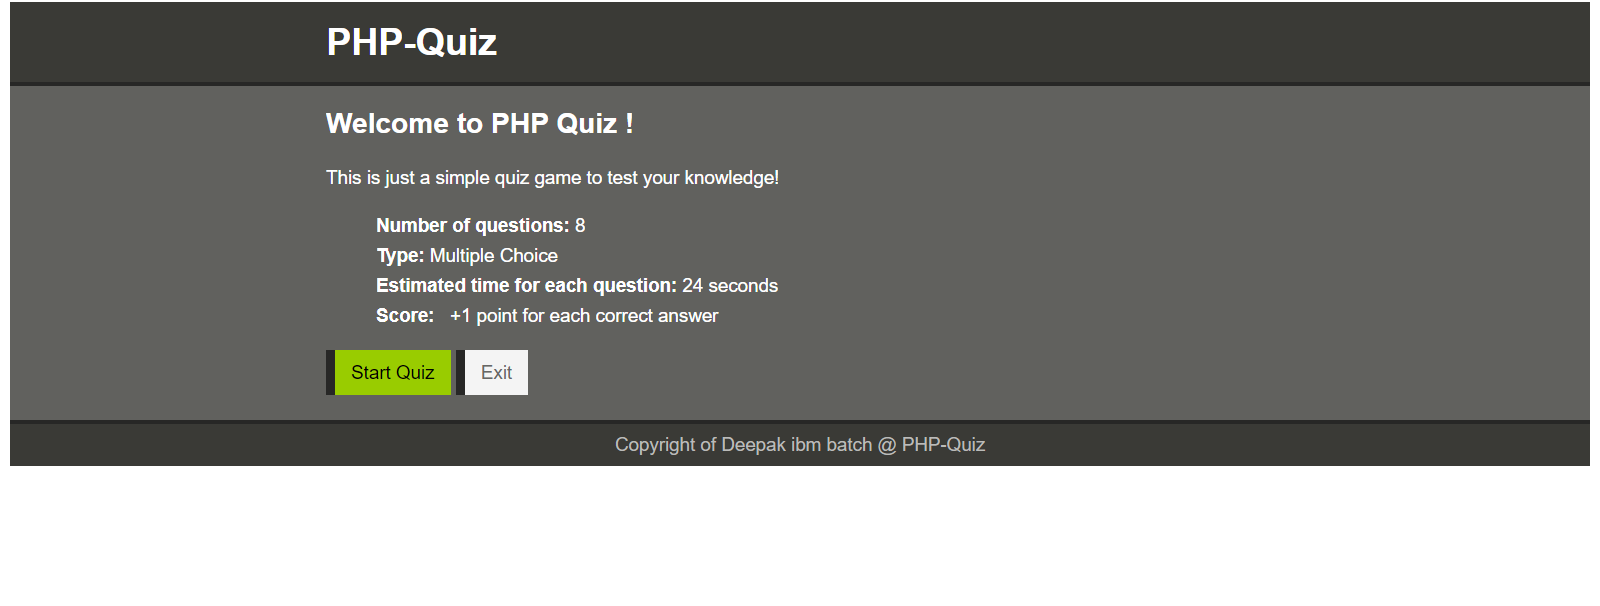 PHP-Quiz
Welcome to PHP Quiz !
This is just a simple quiz game to test your knowledge!
Number of questions: 8
Type: Multiple Choice
Estimated time for each question: 24 seconds
Score: +1 point for each correct answer
Start Quiz Exit
Copyright of Deepak ibm batch @ PHP-Quiz